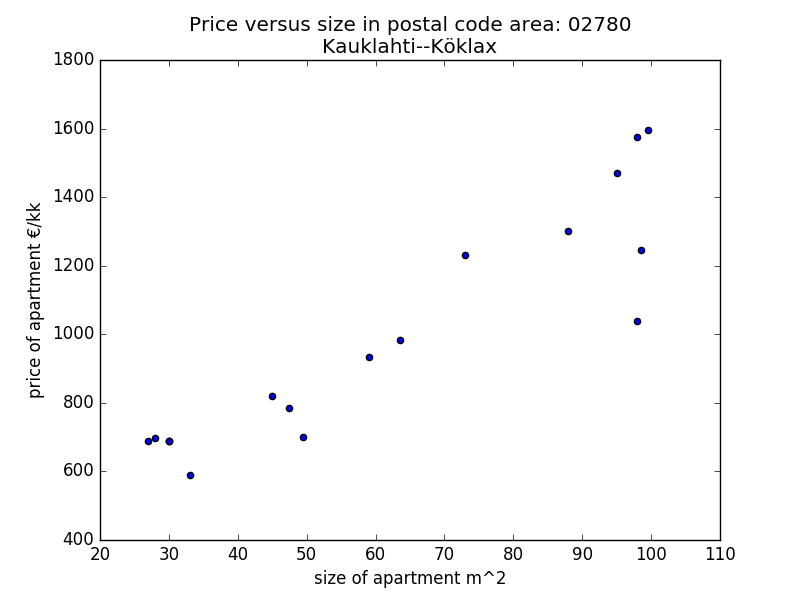 Price versus size in postal code area: 02780
Kauklahti--Köklax
1800
1600
1400
1200
1000
800
600
400
price of apartment €/kk
20 30 40 50 60 70 80 90 100 110
size of apartment m^2